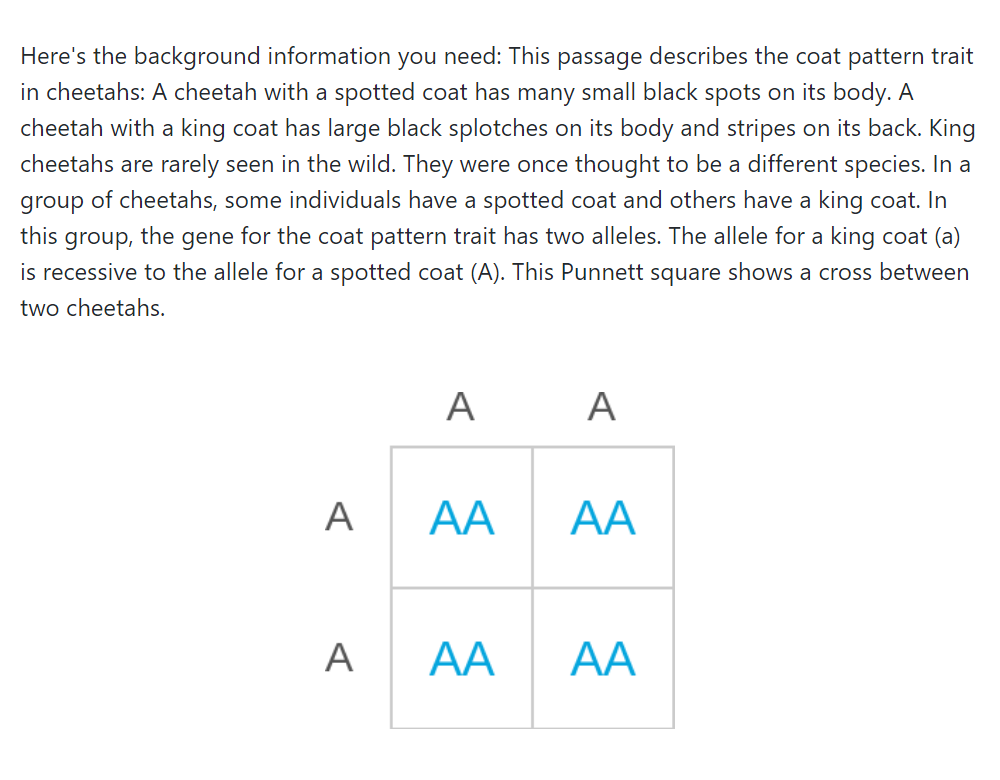 Here's the background information you need: This passage describes the coat pattern trait
in cheetahs: A cheetah with a spotted coat has many small black spots on its body. A
cheetah with a king coat has large black splotches on its body and stripes on its back. King
cheetahs are rarely seen in the wild. They were once thought to be a different species. In a
group of cheetahs, some individuals have a spotted coat and others have a king coat. In
this group, the gene for the coat pattern trait has two alleles. The allele for a king coat (a)
is recessive to the allele for a spotted coat (A). This Punnett square shows a cross between
two cheetahs.
A A
A AA AA
A AA AA